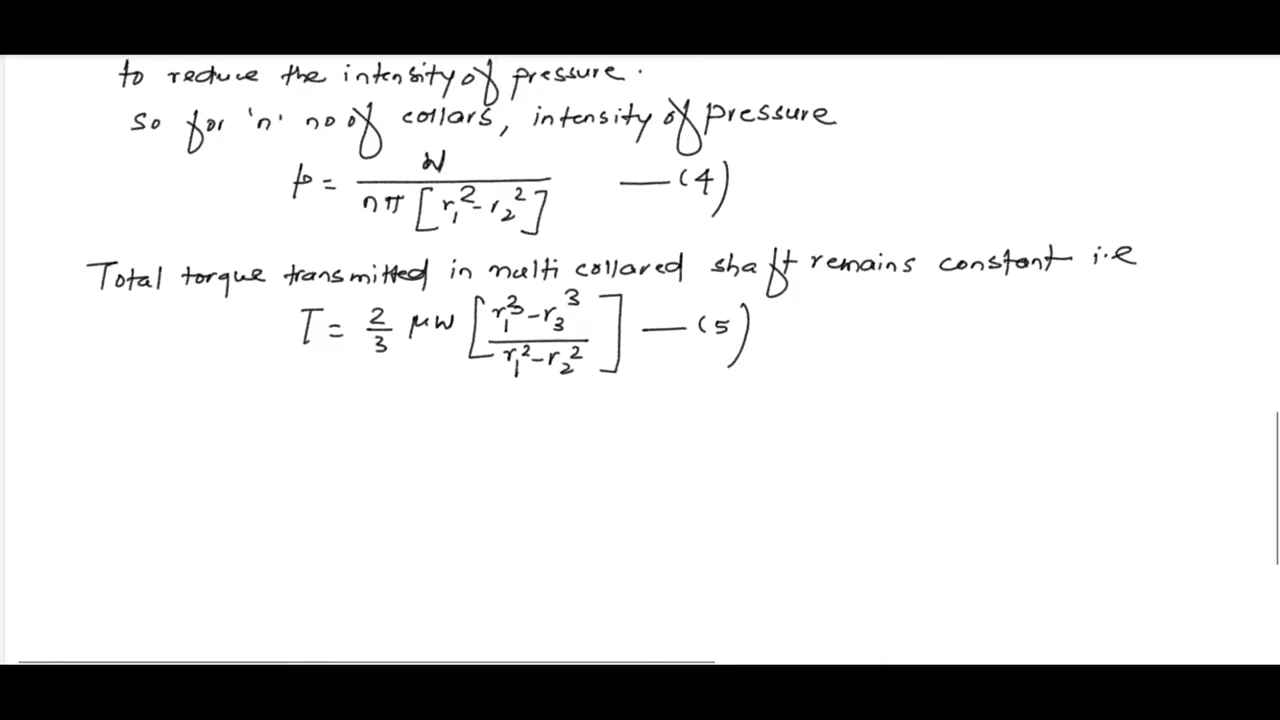 to reduce the intensity of pressure.
so for 'n' no of collars, intensity of pressure
p = W / nπ [r₁² - r₂²] —(4)
Total torque transmitted in multi collared shaft remains constant i.e
T = 2/3 μW [r₁³ - r₃³ / r₁² - r₂²] —(5)